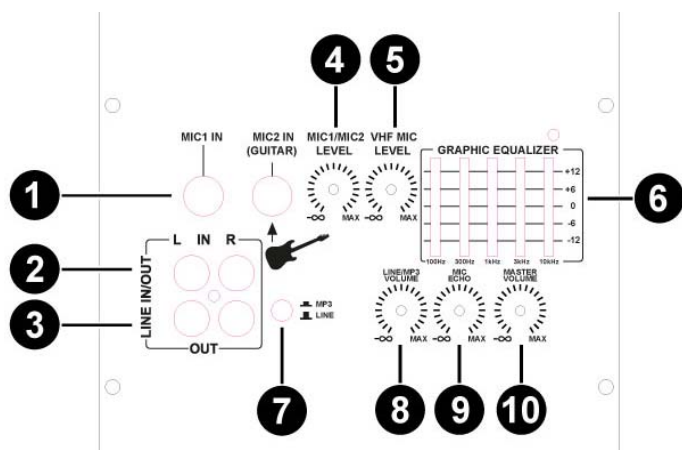 4
5
MIC1 IN
MIC2 IN
(GUITAR)
MIC1/MIC2
LEVEL
VHF MIC
LEVEL
GRAPHIC EQUALIZER
+12
+6
0
-6
-12
100Hz 300Hz 1kHz 3kHz 10kHz
-∞ MAX
-∞ MAX
1
6
2
3
LINE IN/OUT
L IN R
OUT
MP3
LINE
7
LINE/MP3
VOLUME
MIC
ECHO
MASTER
VOLUME
-∞ MAX
-∞ MAX
-∞ MAX
8
9
10